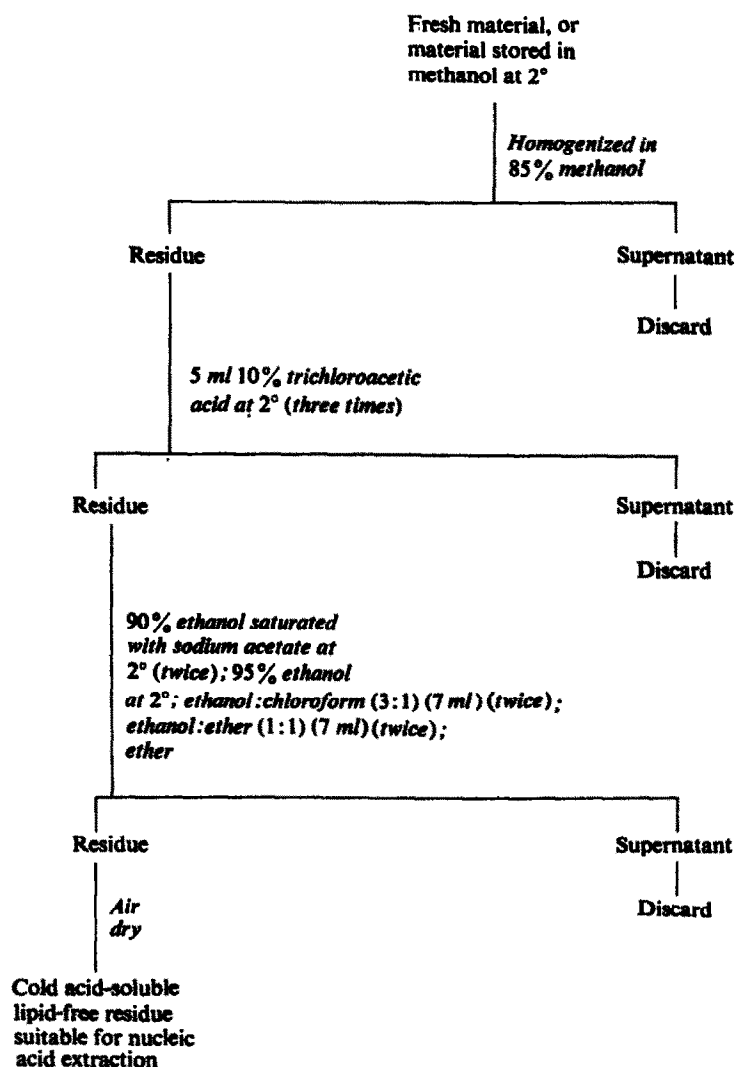 Fresh material, or
material stored in
methanol at 2°
Homogenized in
85% methanol
Residue
Supernatant
Discard
5 ml 10% trichloroacetic
acid at 2° (three times)
Residue
Supernatant
Discard
90% ethanol saturated
with sodium acetate at
2° (twice); 95% ethanol
at 2°; ethanol:chloroform (3:1) (7 ml) (twice);
ethanol:ether (1:1) (7 ml) (twice);
ether
Residue
Supernatant
Discard
Air
dry
Cold acid-soluble
lipid-free residue
suitable for nucleic
acid extraction